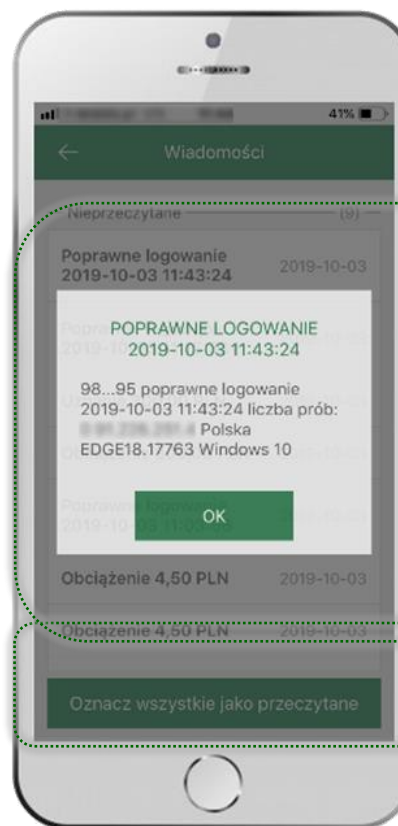 41%
Wiadomości
Nieprzeczytane (9)
Poprawne logowanie
2019-10-03 11:43:24 2019-10-03
POPRAWNE LOGOWANIE
2019-10-03 11:43:24
98...95 poprawne logowanie
2019-10-03 11:43:24 liczba prób:
Polska
EDGE18.17763 Windows 10
OK
Obciążenie 4,50 PLN 2019-10-03
Obciążenie 4,50 PLN 2019-10-03
Oznacz wszystkie jako przeczytane